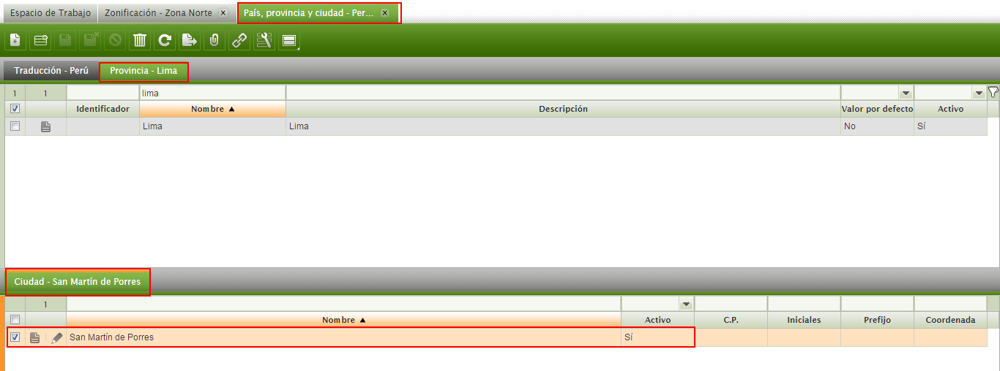 Espacio de Trabajo Zonificación - Zona Norte País, provincia y ciudad - Per...
Traducción - Perú Provincia - Lima
1 1 lima
Identificador Nombre Descripción Valor por defecto Activo
Lima Lima No Sí
Ciudad - San Martín de Porres
1
Nombre Activo C.P. Iniciales Prefijo Coordenada
San Martín de Porres Sí